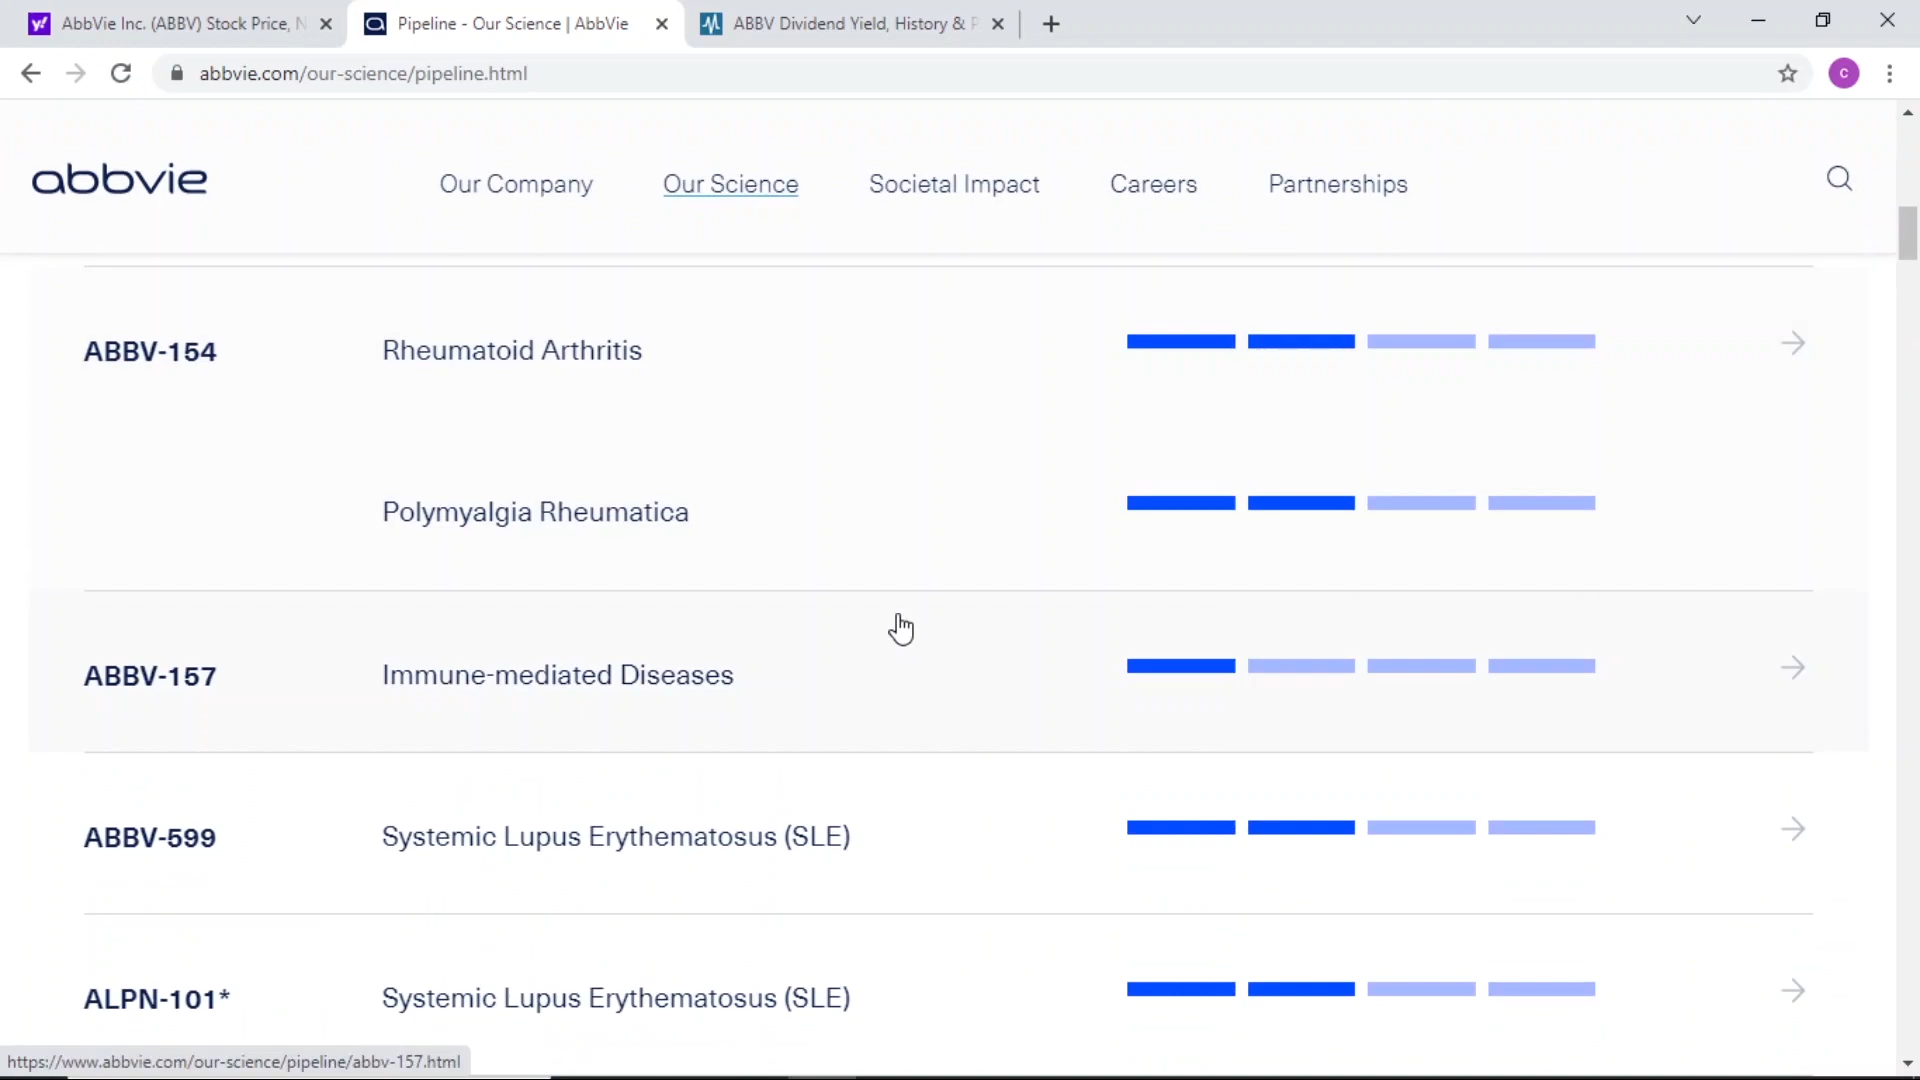 AbbVie Inc. (ABBV) Stock Price, N
Pipeline - Our Science | AbbVie
ABBV Dividend Yield, History & P
abbvie.com/our-science/pipeline.html
C
abbvie
Our Company
Our Science
Societal Impact
Careers
Partnerships
ABBV-154
Rheumatoid Arthritis
Polymyalgia Rheumatica
ABBV-157
Immune-mediated Diseases
ABBV-599
Systemic Lupus Erythematosus (SLE)
ALPN-101*
Systemic Lupus Erythematosus (SLE)
https://www.abbvie.com/our-science/pipeline/abbv-157.html